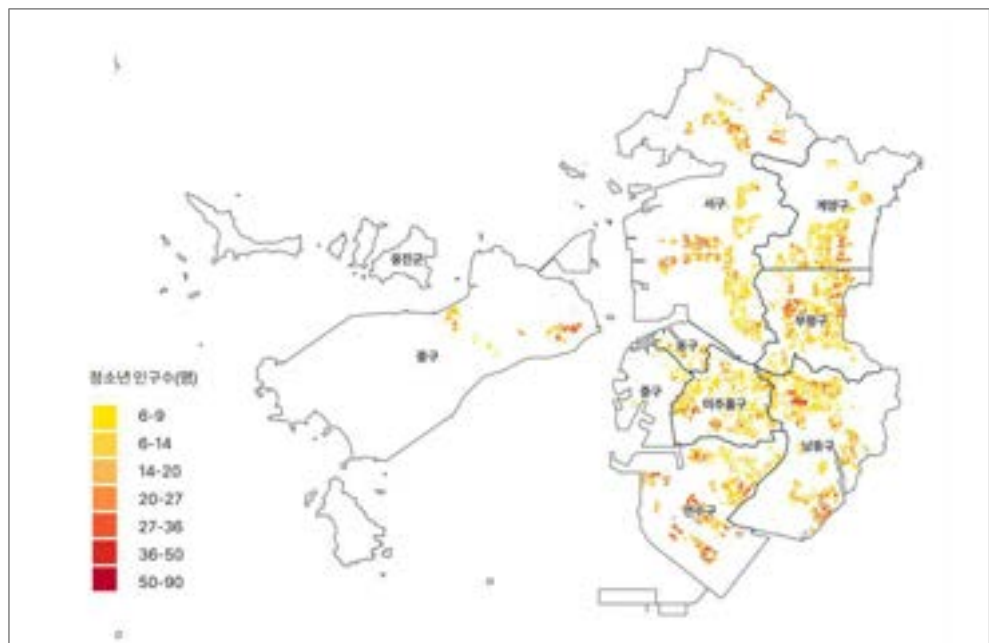 서구
계양구
옹진군
부평구
중구
동구
중구
미추홀구
남동구
연수구
청소년 인구수(명)
6-9
6-14
14-20
20-27
27-36
36-50
50-90